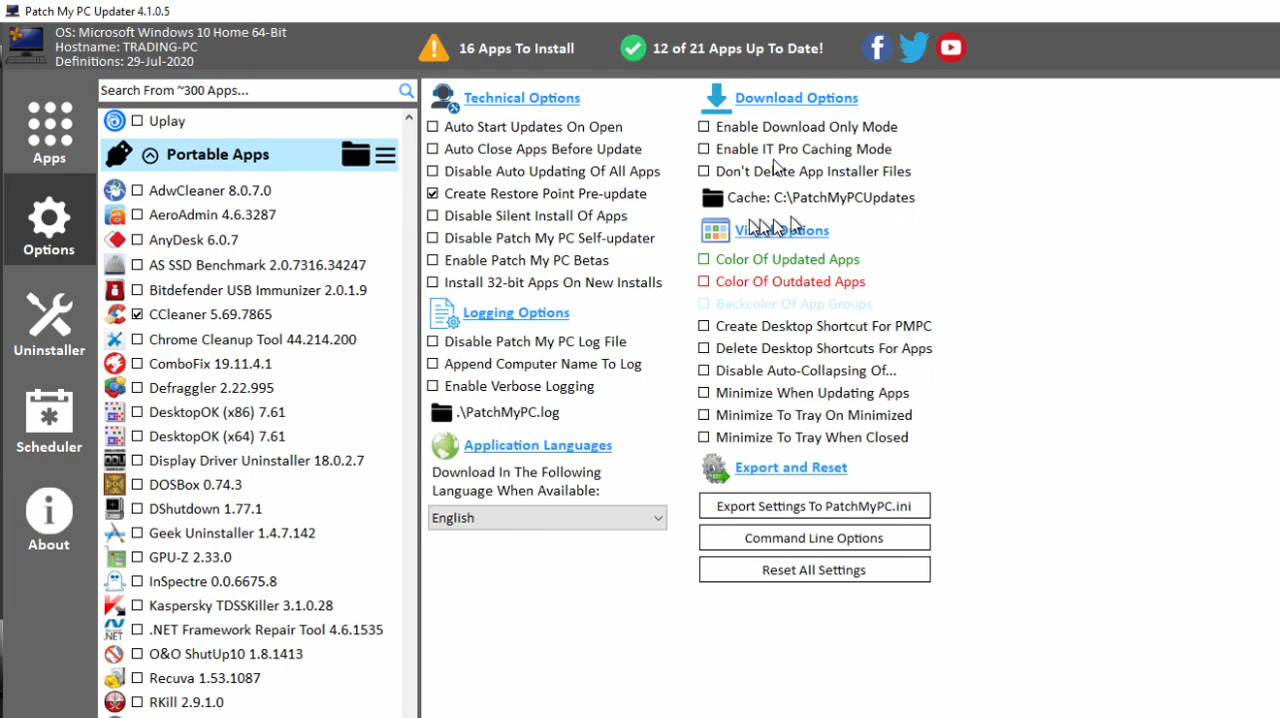 Patch My PC Updater 4.1.0.5
OS: Microsoft Windows 10 Home 64-Bit
Hostname: TRADING-PC
Definitions: 29-Jul-2020
16 Apps To Install
12 of 21 Apps Up To Date!
Apps
Options
Uninstaller
Scheduler
About
Search From ~300 Apps...
Uplay
Portable Apps
AdwCleaner 8.0.7.0
AeroAdmin 4.6.3287
AnyDesk 6.0.7
AS SSD Benchmark 2.0.7316.34247
Bitdefender USB Immunizer 2.0.1.9
CCleaner 5.69.7865
Chrome Cleanup Tool 44.214.200
ComboFix 19.11.4.1
Defraggler 2.22.995
DesktopOK (x86) 7.61
DesktopOK (x64) 7.61
Display Driver Uninstaller 18.0.2.7
DOSBox 0.74.3
DShutdown 1.77.1
Geek Uninstaller 1.4.7.142
GPU-Z 2.33.0
InSpectre 0.0.6675.8
Kaspersky TDSSKiller 3.1.0.28
.NET Framework Repair Tool 4.6.1535
O&O ShutUp10 1.8.1413
Recuva 1.53.1087
RKill 2.9.1.0
Technical Options
Auto Start Updates On Open
Auto Close Apps Before Update
Disable Auto Updating Of All Apps
Create Restore Point Pre-update
Disable Silent Install Of Apps
Disable Patch My PC Self-updater
Enable Patch My PC Betas
Install 32-bit Apps On New Installs
Logging Options
Disable Patch My PC Log File
Append Computer Name To Log
Enable Verbose Logging
.\PatchMyPC.log
Application Languages
Download In The Following
Language When Available:
English
Download Options
Enable Download Only Mode
Enable IT Pro Caching Mode
Don't Delete App Installer Files
Cache: C:\PatchMyPCUpdates
Options
Color Of Updated Apps
Color Of Outdated Apps
Backcolor Of App Groups
Create Desktop Shortcut For PMPC
Delete Desktop Shortcuts For Apps
Disable Auto-Collapsing Of...
Minimize When Updating Apps
Minimize To Tray On Minimized
Minimize To Tray When Closed
Export and Reset
Export Settings To PatchMyPC.ini
Command Line Options
Reset All Settings